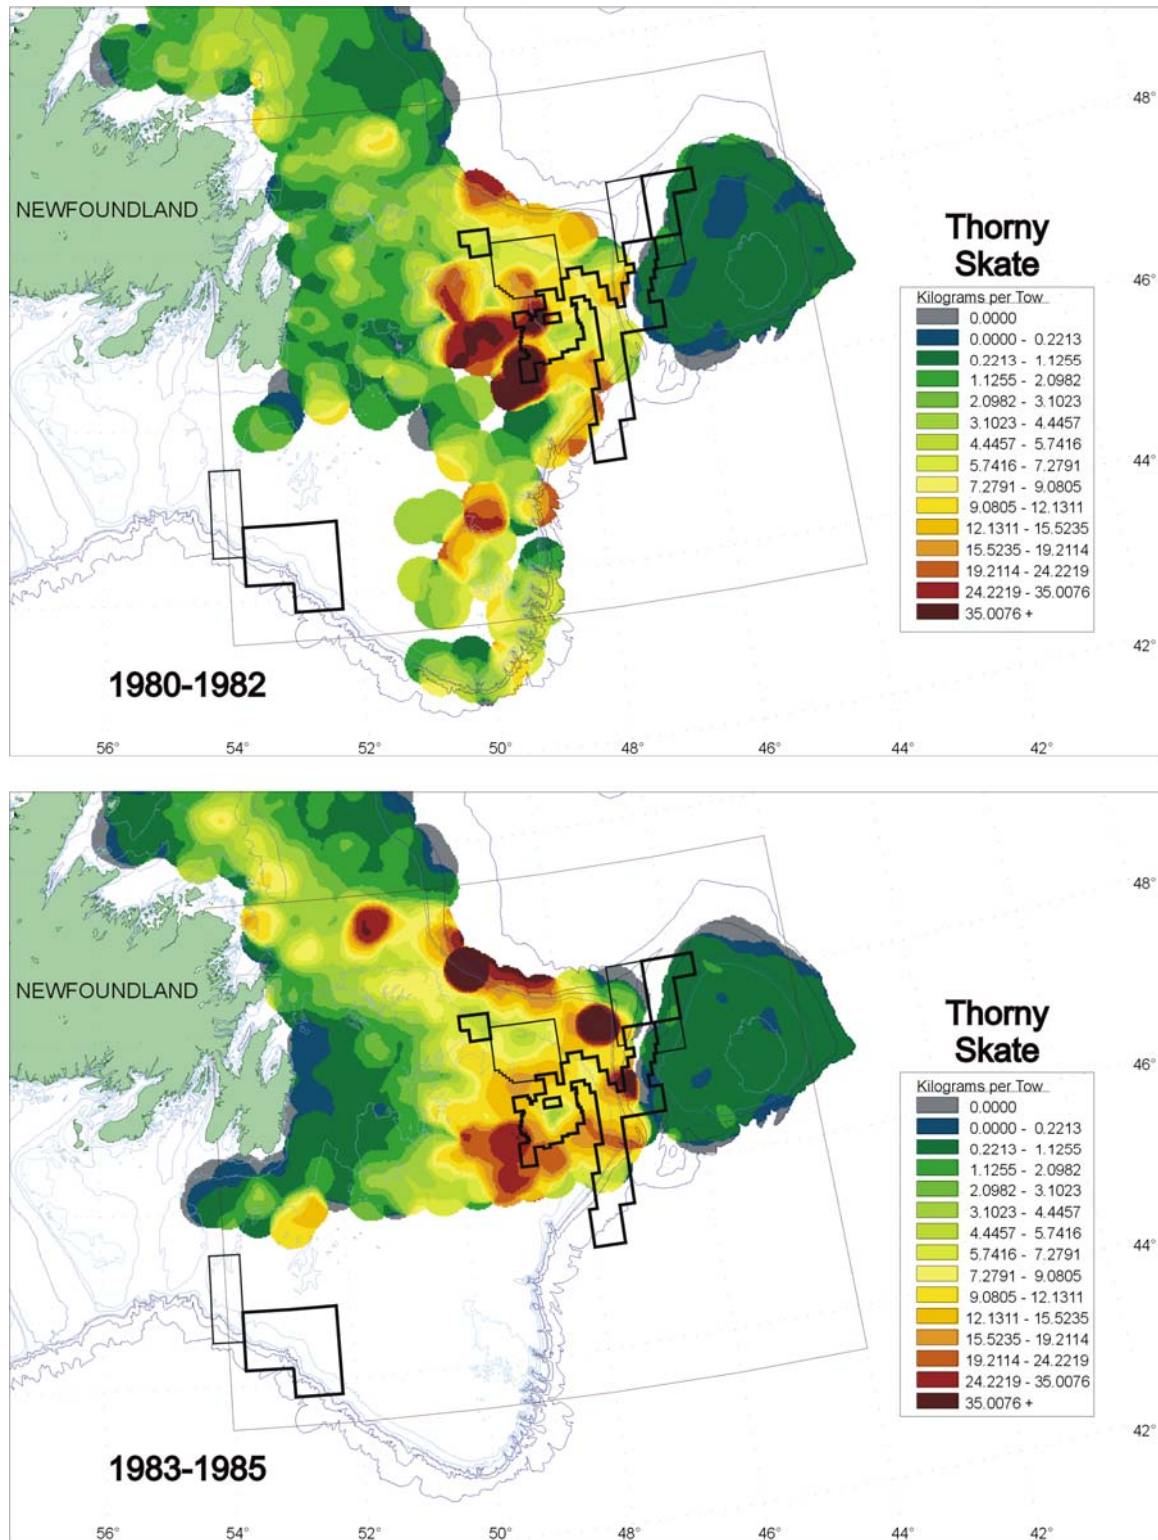 48°
NEWFOUNDLAND
Thorny
Skate
46°
Kilograms per Tow
0.0000
0.0000 - 0.2213
0.2213 - 1.1255
1.1255 - 2.0982
2.0982 - 3.1023
3.1023 - 4.4457
4.4457 - 5.7416
5.7416 - 7.2791
7.2791 - 9.0805
9.0805 - 12.1311
12.1311 - 15.5235
15.5235 - 19.2114
19.2114 - 24.2219
24.2219 - 35.0076
35.0076 +
44°
42°
1980-1982
56° 54° 52° 50° 48° 46° 44° 42°
48°
NEWFOUNDLAND
Thorny
Skate
46°
Kilograms per Tow
0.0000
0.0000 - 0.2213
0.2213 - 1.1255
1.1255 - 2.0982
2.0982 - 3.1023
3.1023 - 4.4457
4.4457 - 5.7416
5.7416 - 7.2791
7.2791 - 9.0805
9.0805 - 12.1311
12.1311 - 15.5235
15.5235 - 19.2114
19.2114 - 24.2219
24.2219 - 35.0076
35.0076 +
44°
42°
1983-1985
56° 54° 52° 50° 48° 46° 44° 42°